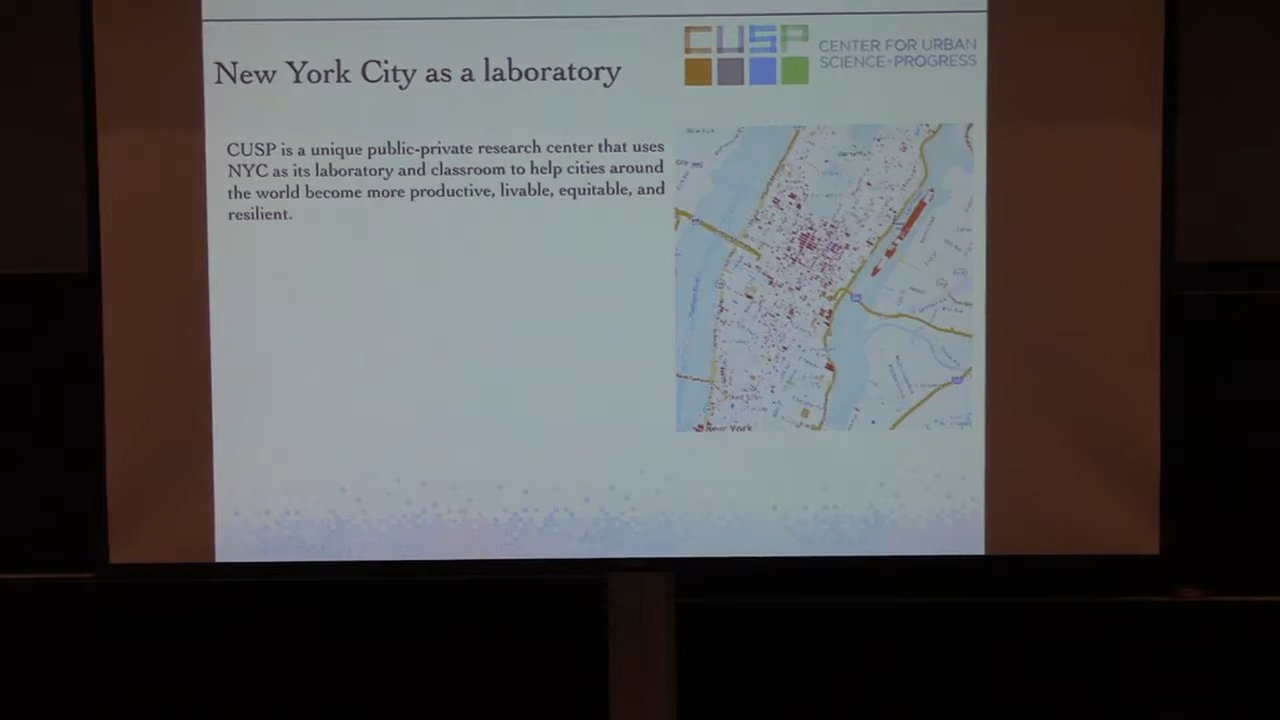 New York City as a laboratory
CUSP
CENTER FOR URBAN
SCIENCE+PROGRESS
CUSP is a unique public-private research center that uses
NYC as its laboratory and classroom to help cities around
the world become more productive, livable, equitable, and
resilient.
New York